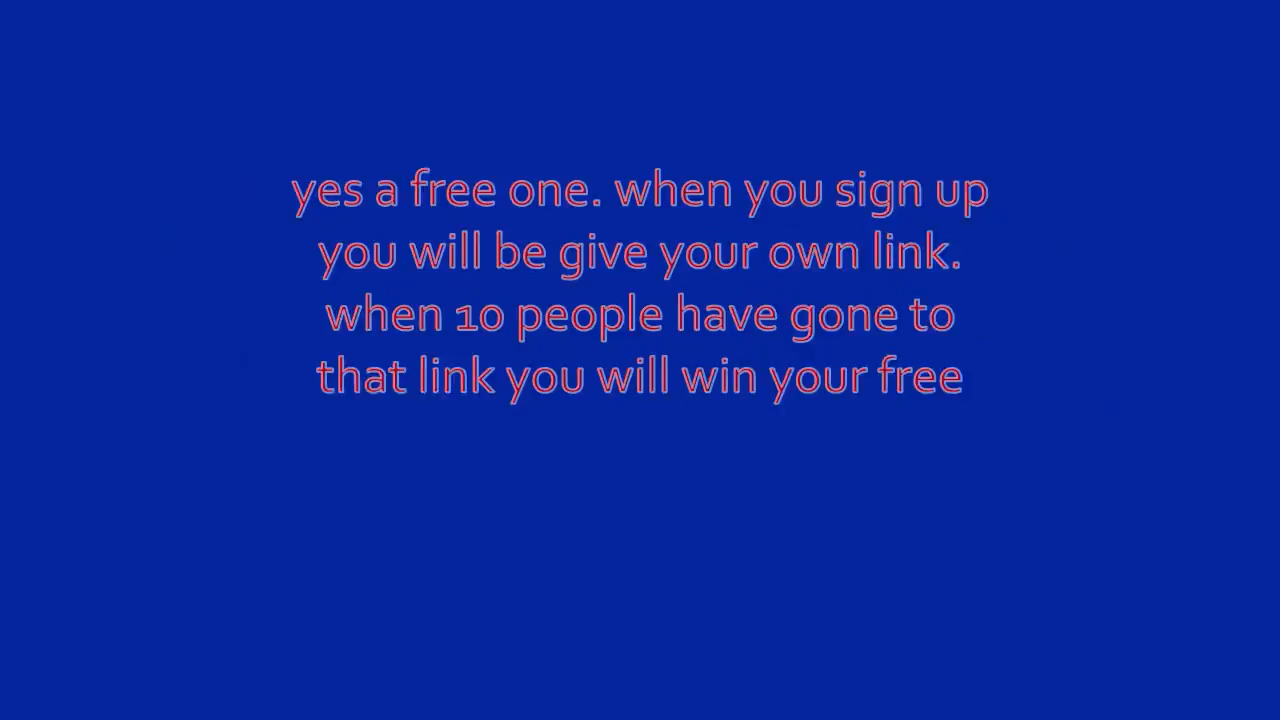 yes a free one. when you sign up
you will be give your own link.
when 10 people have gone to
that link you will win your free